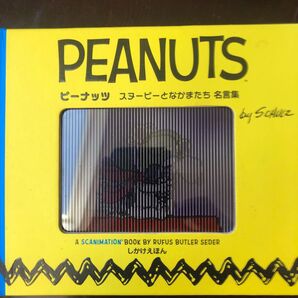 PEANUTS
ピーナッツ スヌーピーとなかまたち 名言集
by SCHULZ
A SCANIMATION® BOOK BY RUFUS BUTLER SEDER
しかけえほん